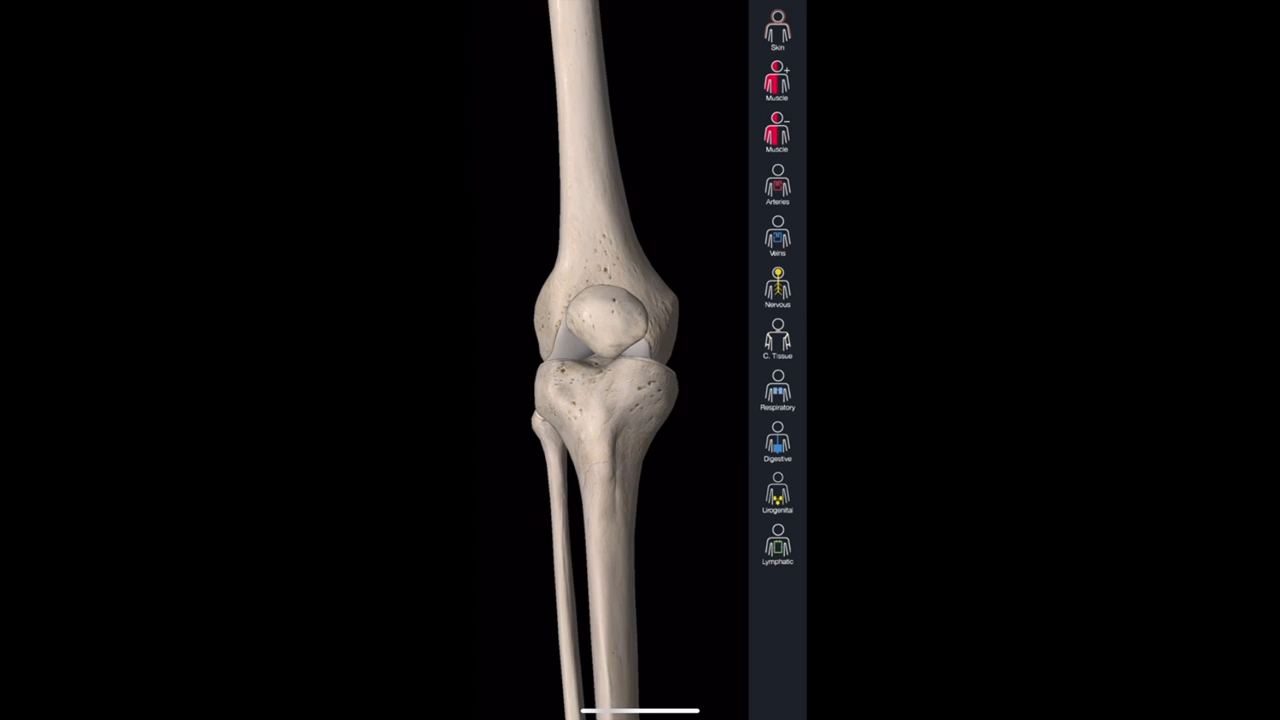 Skin
Muscle
Muscle
Arteries
Veins
Nervous
C. Tissue
Respiratory
Digestive
Urogenital
Lymphatic